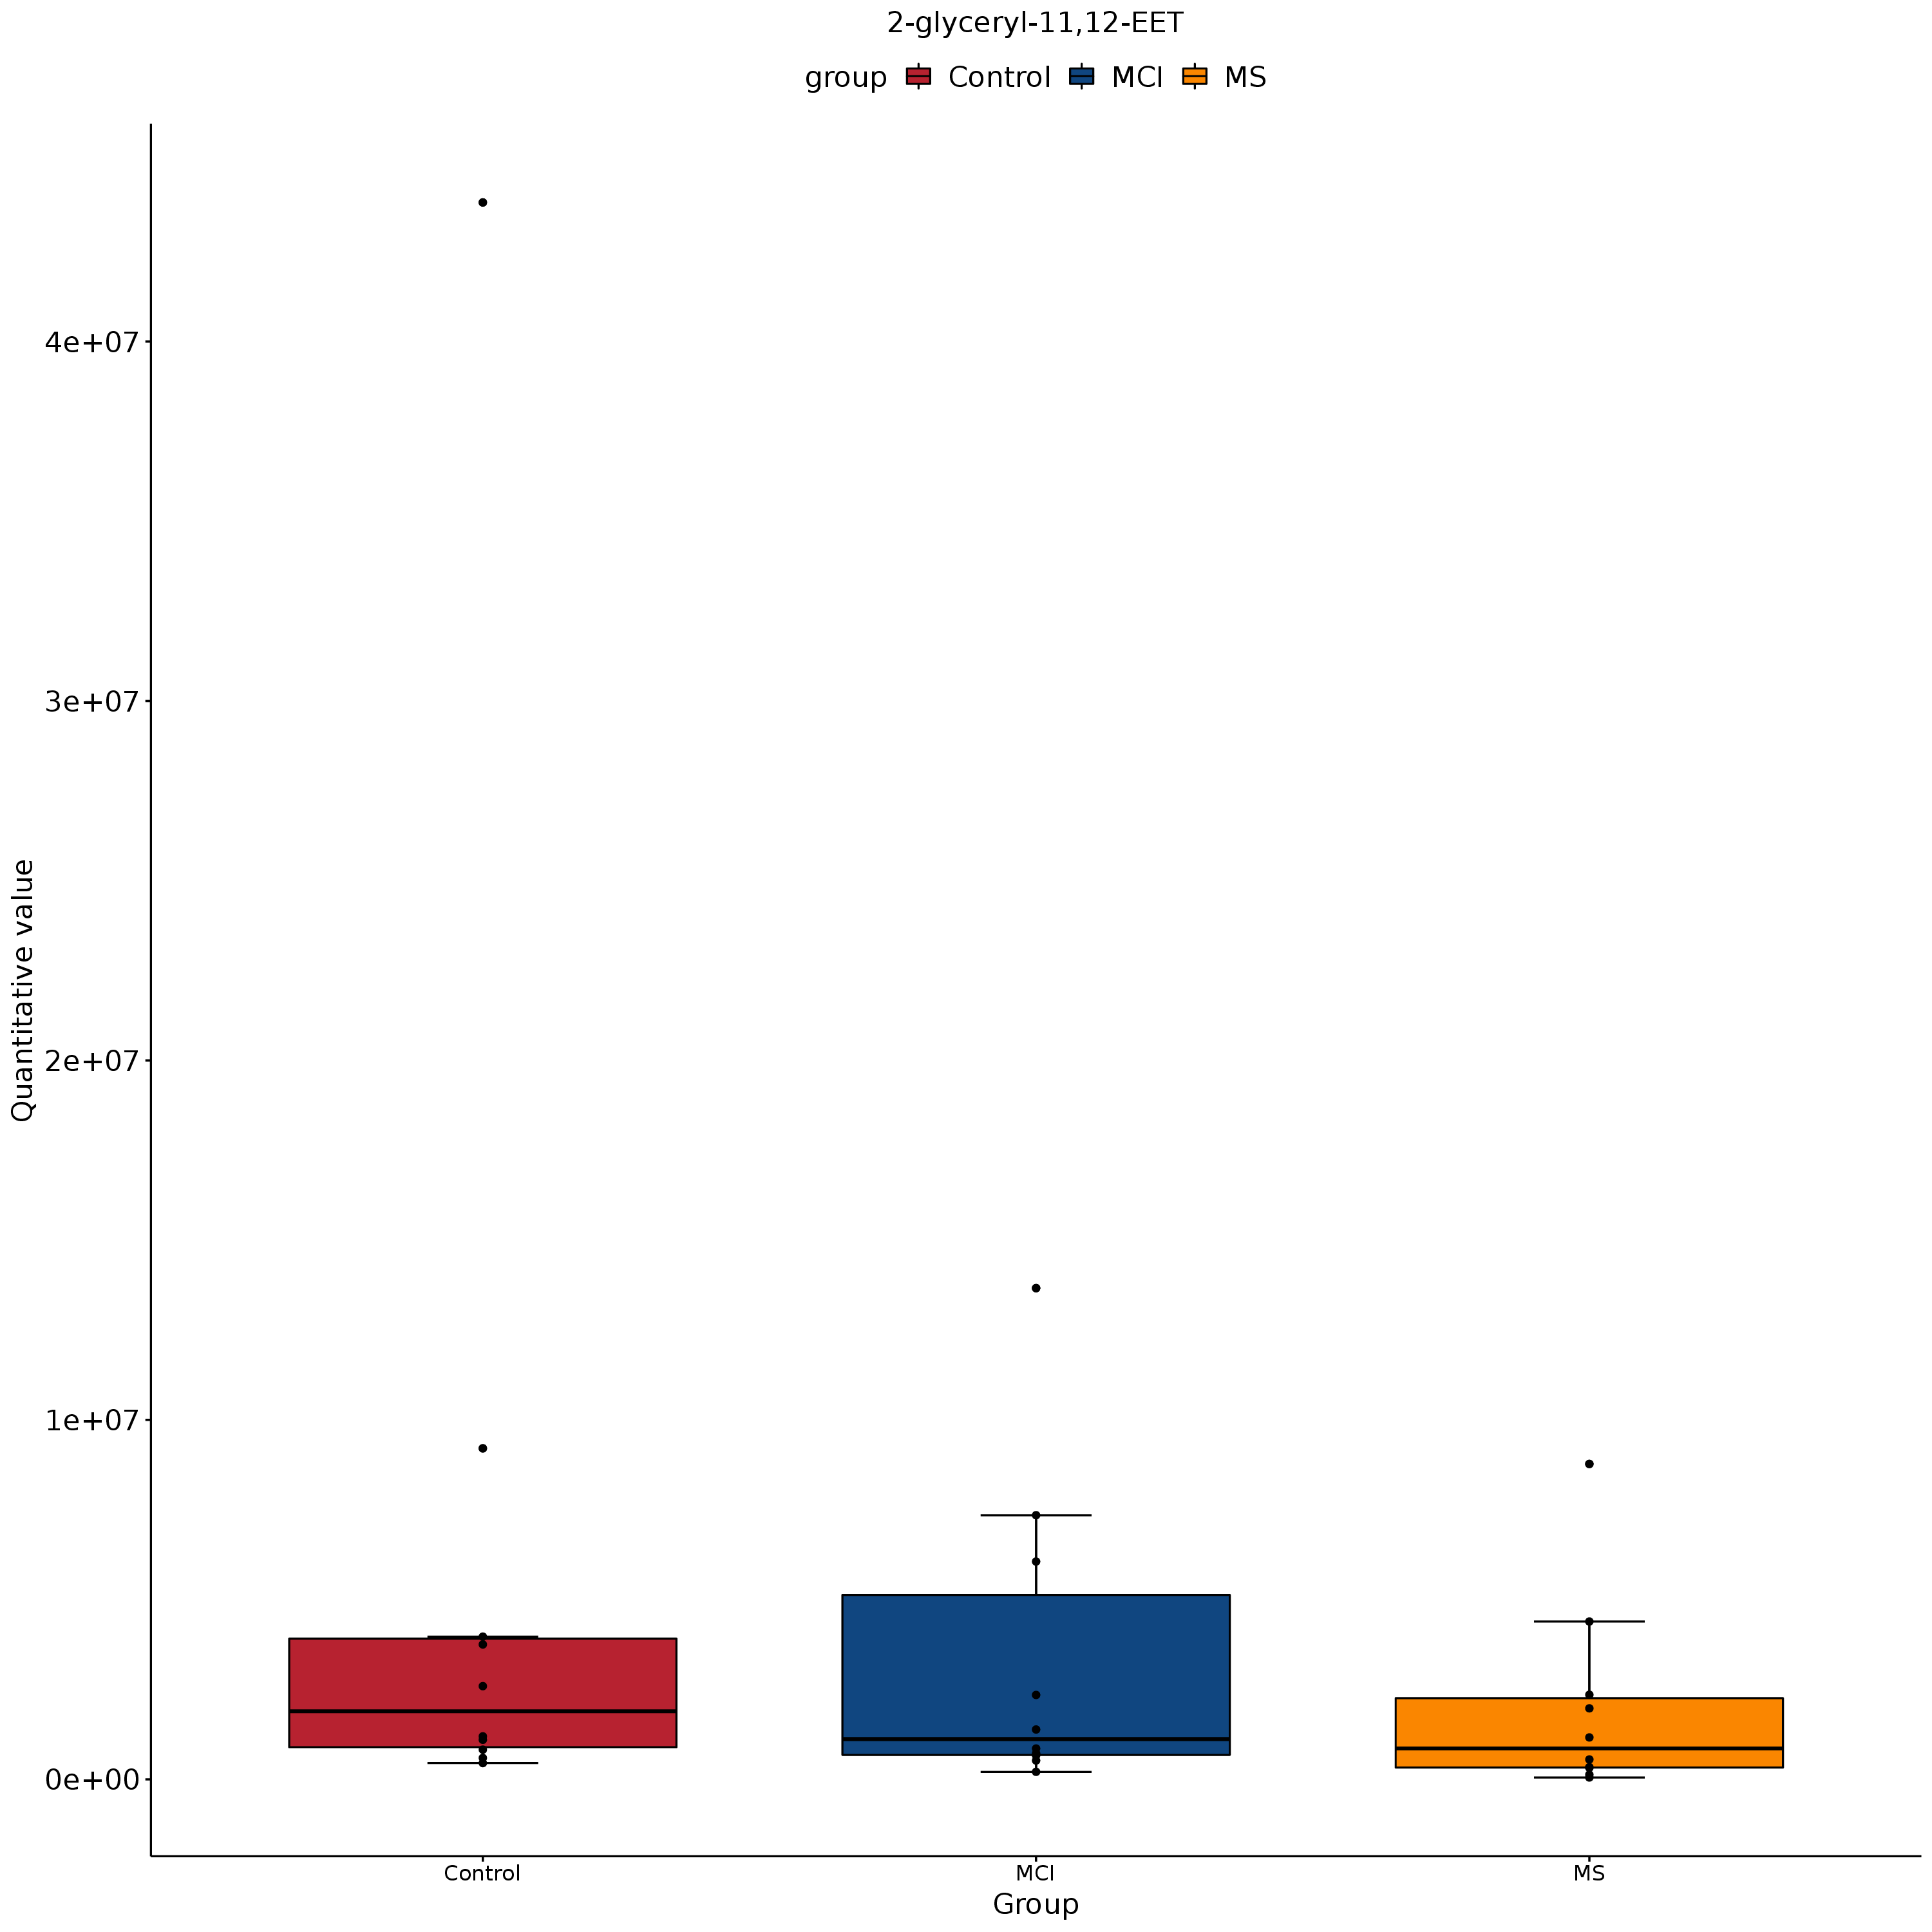 2-glyceryl-11,12-EET
group Control MCI MS
4e+07
3e+07
2e+07
1e+07
0e+00
Quantitative value
Control MCI MS
Group